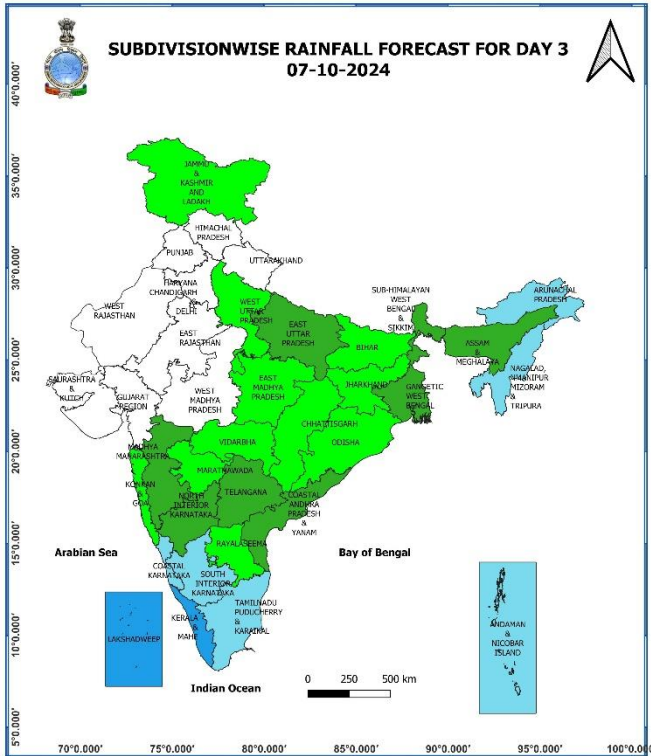 SUBDIVISIONWISE RAINFALL FORECAST FOR DAY 3
07-10-2024
40°0.000'
35°0.000'
30°0.000'
25°0.000'
20°0.000'
15°0.000'
10°0.000'
5°0.000'
JAMMU
&
KASHMIR
AND
LADAKH
HIMACHAL
PRADESH
PUNJAB
UTTARAKHAND
HARYANA
CHANDIGARH
&
DELHI
WEST
RAJASTHAN
EAST
RAJASTHAN
WEST
UTTAR
PRADESH
EAST
UTTAR
PRADESH
SUB-HIMALAYAN
WEST
BENGAL
&
SIKKIM
ARUNACHAL
PRADESH
ASSAM
&
MEGHALAYA
NAGALAD,
MANIPUR
MIZORAM
&
TRIPURA
BIHAR
SAURASHTRA
&
KUTCH
GUJARAT
REGION
WEST
MADHYA
PRADESH
EAST
MADHYA
PRADESH
JHARKHAND
GANGETIC
WEST
BENGAL
CHHATTISGARH
ODISHA
VIDARBHA
MADHYA
MAHARASHTRA
MARATHAWADA
KONKAN
&
GOA
NORTH
INTERIOR
KARNATAKA
TELANGANA
COASTAL
ANDHRA
PRADESH
&
YANAM
RAYALASEEMA
Arabian Sea
Bay of Bengal
COASTAL
KARNATAKA
SOUTH
INTERIOR
KARNATAKA
TAMILNADU
PUDUCHERRY
&
KARAIKAL
KERALA
&
MAHE
LAKSHADWEEP
ANDAMAN
&
NICOBAR
ISLAND
Indian Ocean
0 250 500 km
70°0.000' 75°0.000' 80°0.000' 85°0.000' 90°0.000' 95°0.000' 100°0.000'